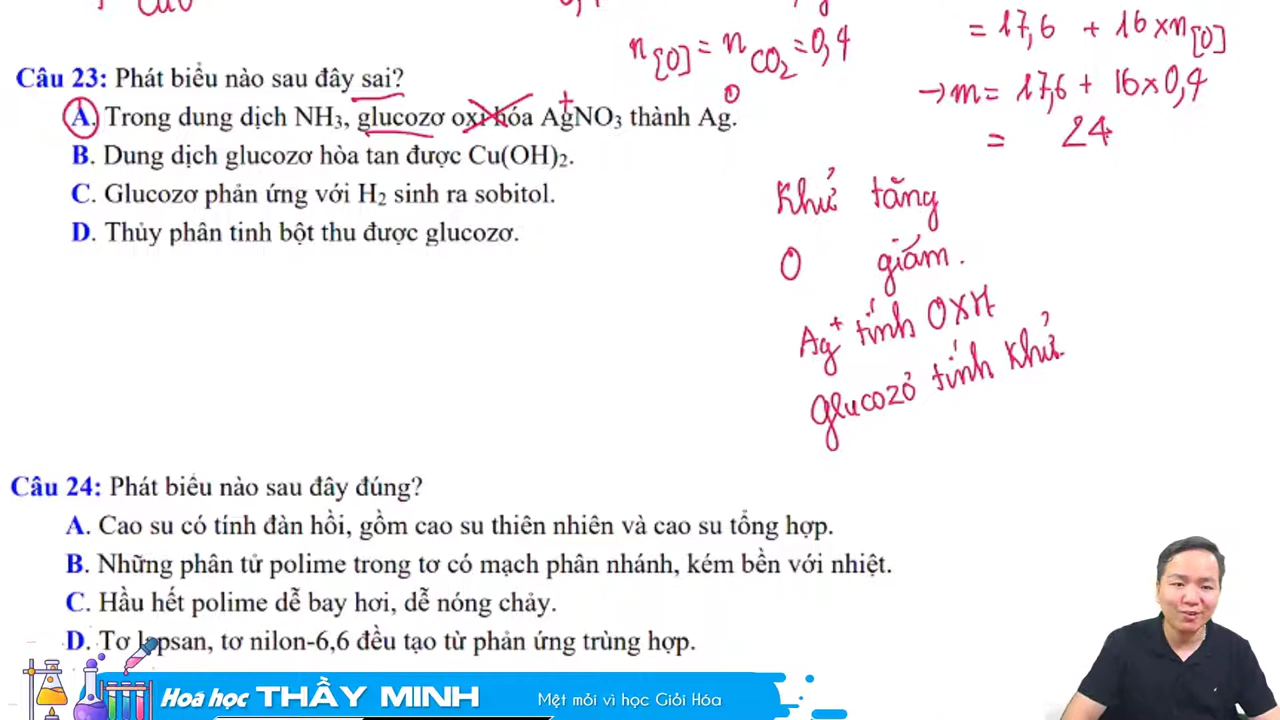 = 17,6 + 16 x n[O]
n[O] = nCO₂ = 0,4
Câu 23: Phát biểu nào sau đây sai?
→ m = 17,6 + 16 x 0,4
+ 0
A. Trong dung dịch NH₃, glucozơ oxi hóa AgNO₃ thành Ag.
= 24
B. Dung dịch glucozơ hòa tan được Cu(OH)₂.
C. Glucozơ phản ứng với H₂ sinh ra sobitol.
D. Thủy phân tinh bột thu được glucozơ.
Khử tăng
O giảm.
Ag⁺ tính OXH
glucozơ tính khử.
Câu 24: Phát biểu nào sau đây đúng?
A. Cao su có tính đàn hồi, gồm cao su thiên nhiên và cao su tổng hợp.
B. Những phân tử polime trong tơ có mạch phân nhánh, kém bền với nhiệt.
C. Hầu hết polime dễ bay hơi, dễ nóng chảy.
D. Tơ lapsan, tơ nilon-6,6 đều tạo từ phản ứng trùng hợp.
Hoá học THẦY MINH Mệt mỏi vì học Giỏi Hóa